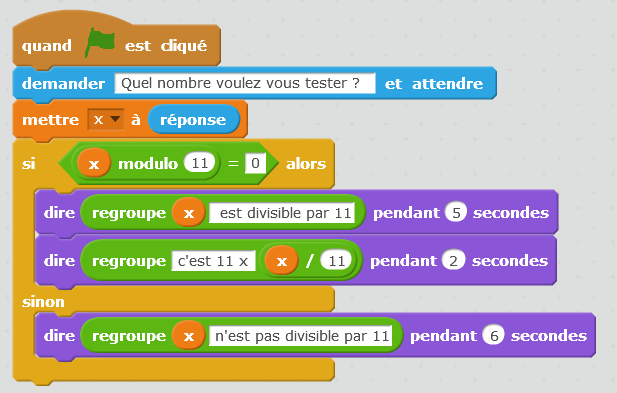 quand est cliqué
demander Quel nombre voulez vous tester ? et attendre
mettre x à réponse
si x modulo 11 = 0 alors
dire regroupe x est divisible par 11 pendant 5 secondes
dire regroupe c'est 11 x x / 11 pendant 2 secondes
sinon
dire regroupe x n'est pas divisible par 11 pendant 6 secondes